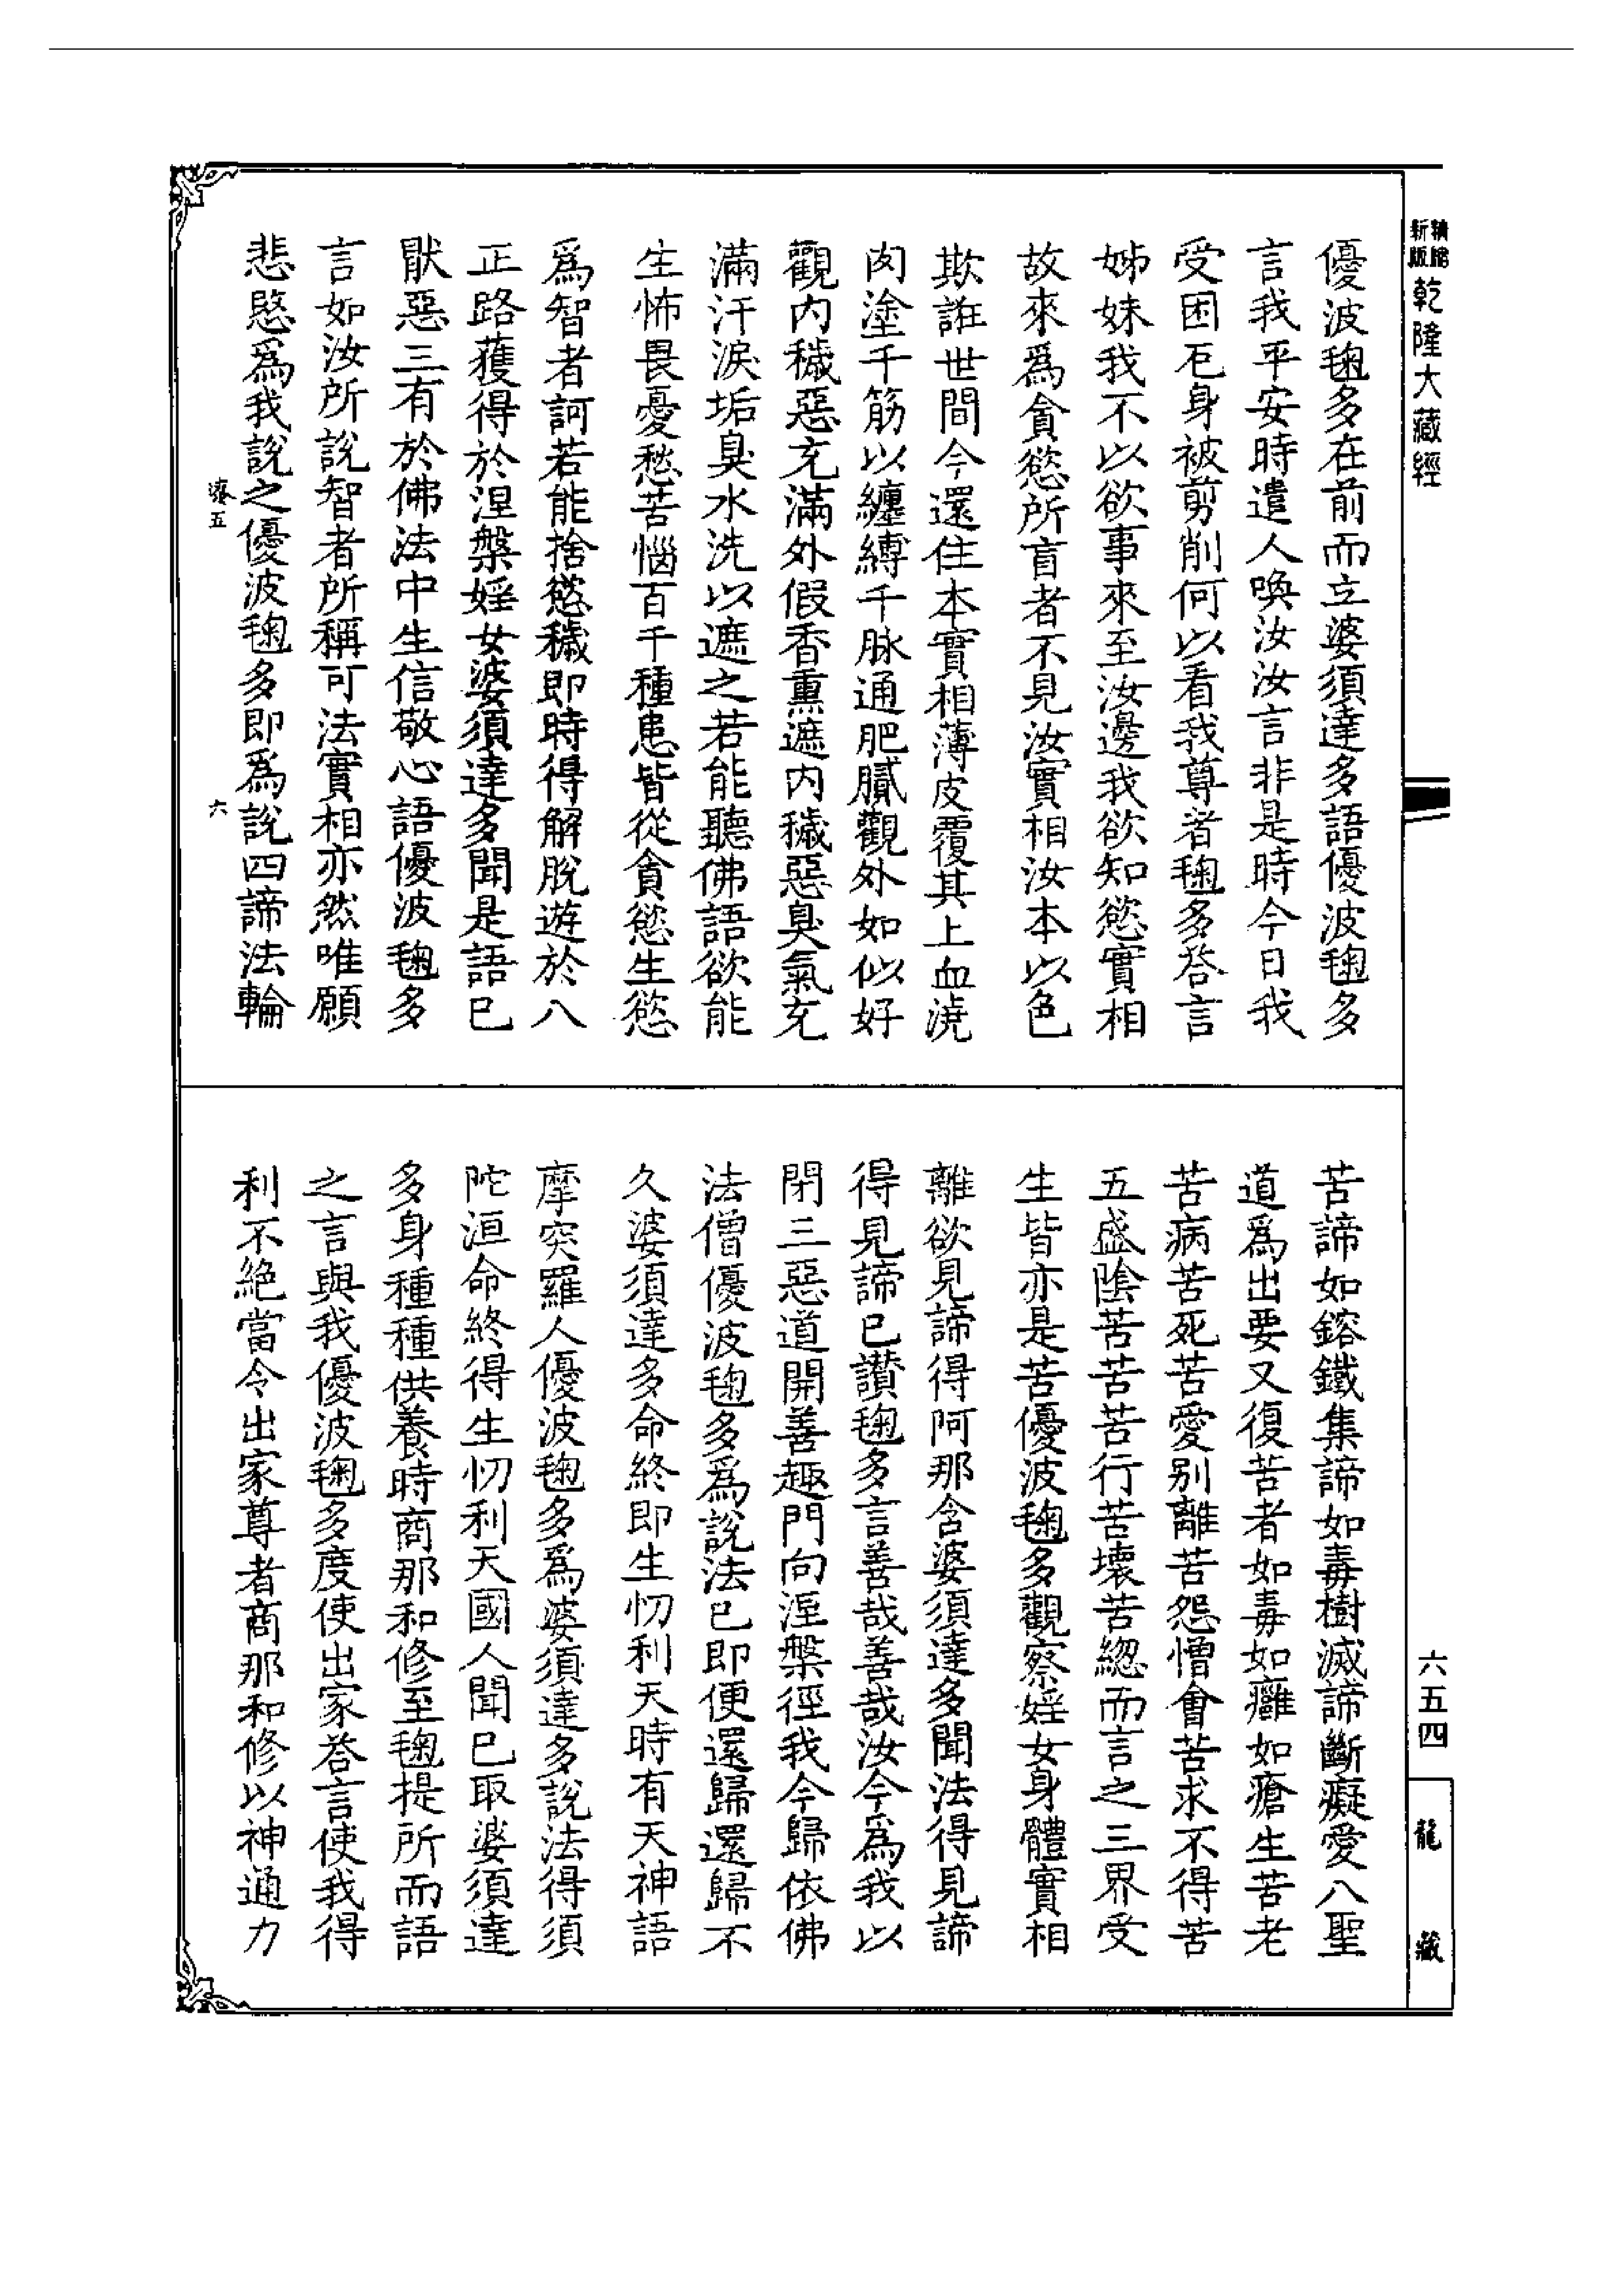 新版 精縮
乾隆大藏經
六五四
龍藏
優波毱多在前而立婆須達多語優波毱多
言我平安時遣人喚汝汝言非是時今日我
受困厄身被剪削何以看我尊者毱多荅言
姊妹我不以欲事來至汝邊我欲知慾實相
故來爲貪慾所盲者不見汝實相汝本以色
欺誑世間今還住本實相薄皮覆其上血澆
肉塗千筋以纏縛千脉通肥膩觀外如似好
觀内穢惡充滿外假香熏遮内穢惡臭氣充
滿汗淚垢臭水洗以遮之若能聽佛語欲能
生怖畏憂愁苦惱百千種患皆從貪慾生慾
爲智者訶若能捨慾穢即時得解脫遊於八
正路獲得於涅槃婬女婆須達多聞是語已
猒惡三有於佛法中生信敬心語優波毱多
言如汝所說智者所稱可法實相亦然唯願
悲愍爲我說之優波毱多即爲說四諦法輪
五
六
苦諦如鎔鐵集諦如毒樹滅諦斷癡愛八聖
道爲出要又復苦者如毒如癰如瘡生苦老
苦病苦死苦愛别離苦怨憎會苦求不得苦
五盛陰苦苦苦行苦壞苦緫而言之三界受
生皆亦是苦優波毱多觀察婬女身體實相
離欲見諦得阿那含婆須達多聞法得見諦
得見諦已讃毱多言善哉善哉汝今爲我以
閉三惡道開善趣門向涅槃徑我今歸依佛
法僧優波毱多爲說法已即便還歸還歸不
久婆須達多命終即生忉利天時有天神語
摩突羅人優波毱多爲婆須達多說法得須
陀洹命終得生忉利天國人聞已取婆須達
多身種種供養時商那和修至毱提所而語
之言與我優波毱多度使出家荅言使我得
利不絶當令出家尊者商那和修以神通力